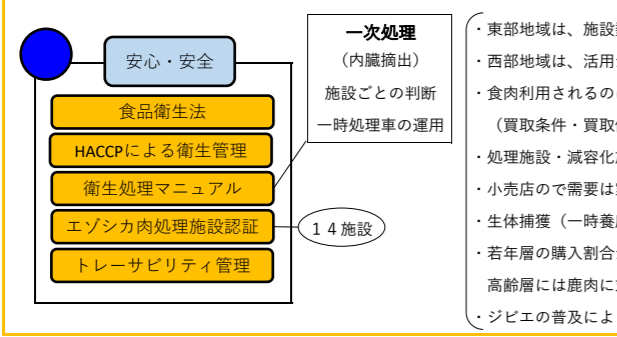 安心・安全
食品衛生法
HACCPによる衛生管理
衛生処理マニュアル
エゾシカ肉処理施設認証
トレーサビリティ管理
一次処理
（内臓摘出）
施設ごとの判断
一時処理車の運用
１４施設
・東部地域は、施設
・西部地域は、活用
・食肉利用されるの
（買取条件・買取
・処理施設・減容化
・小売店ので需要は
・生体捕獲（一時養
・若年層の購入割合
高齢層には鹿肉に
・ジビエの普及によ